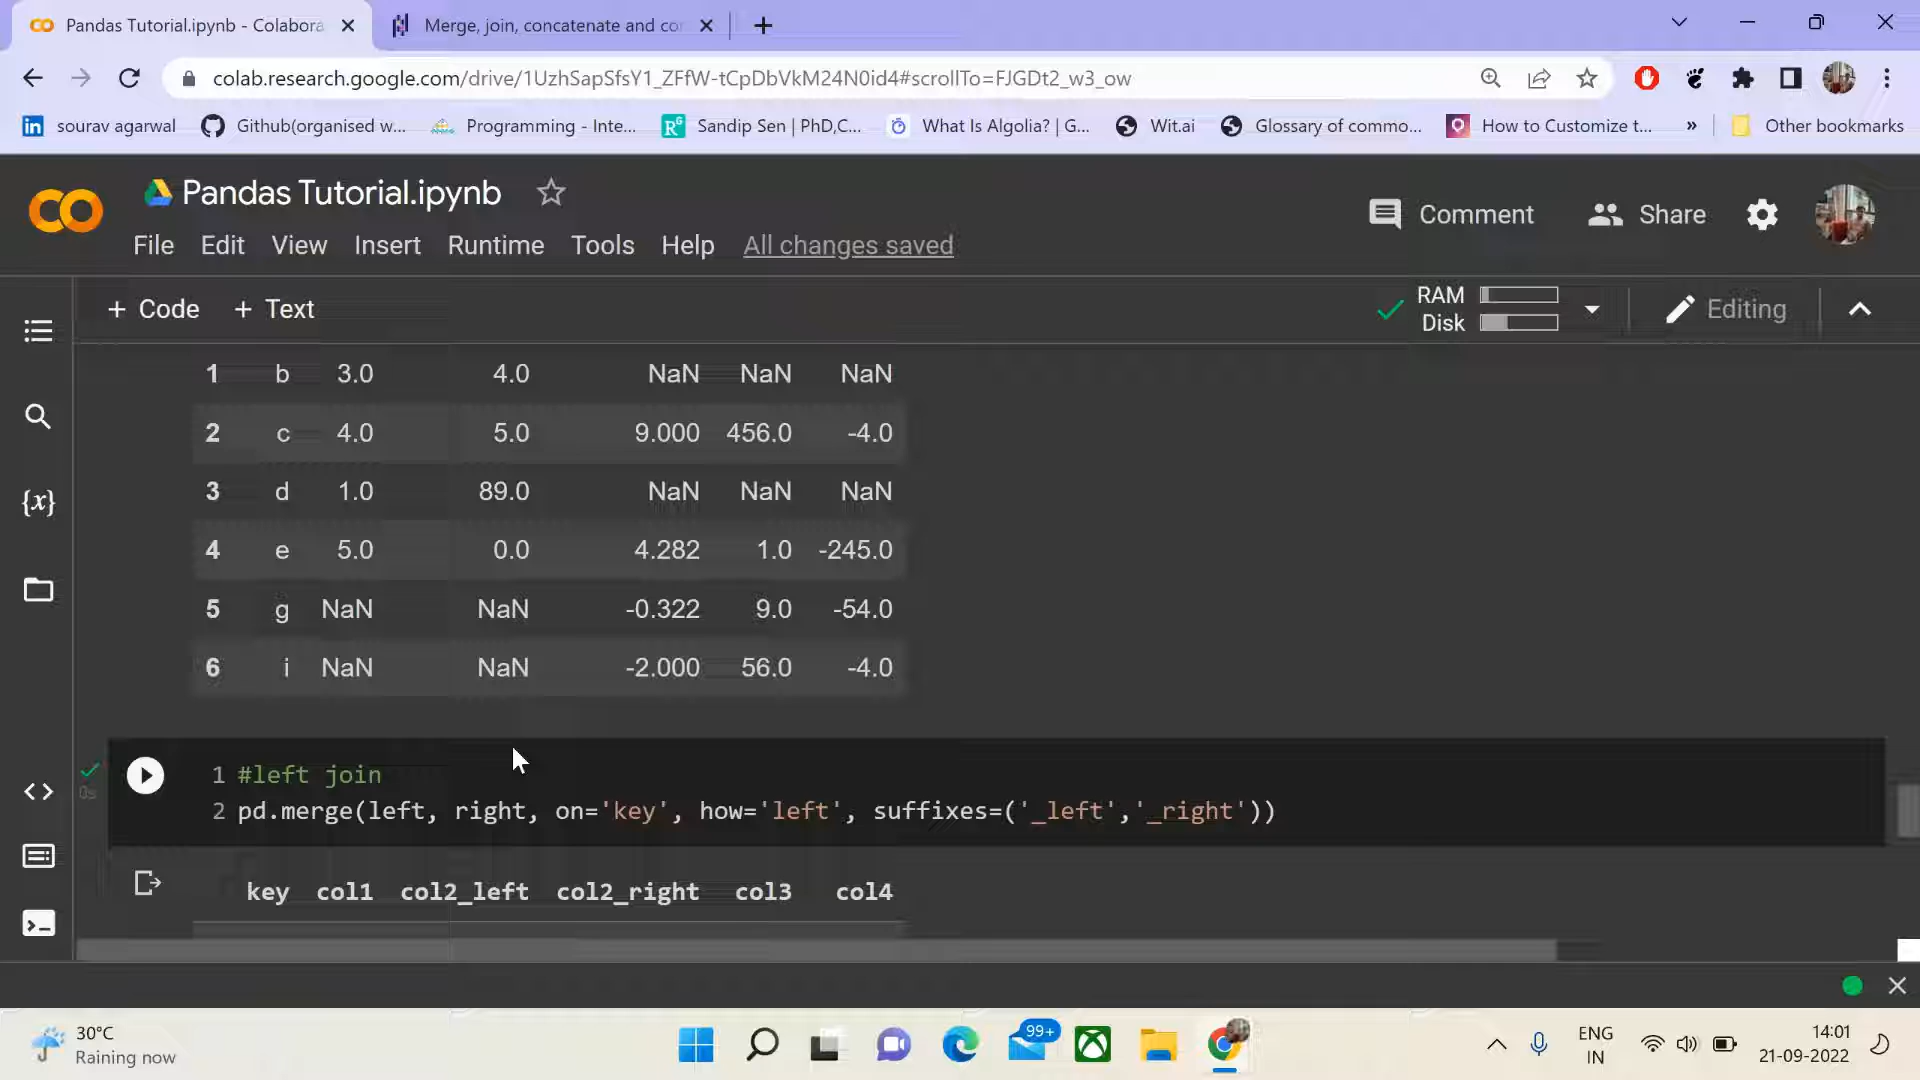 Pandas Tutorial.ipynb - Colabora
Merge, join, concatenate and co
colab.research.google.com/drive/1UzhSapSfsY1_ZFfW-tCpDbVkM24N0id4#scrollTo=FJGDt2_w3_ow
sourav agarwal
Github(organised w...
Programming - Inte...
Sandip Sen | PhD,C...
What Is Algolia? | G...
Wit.ai
Glossary of commo...
How to Customize t...
»
Other bookmarks
Pandas Tutorial.ipynb
Comment
Share
File Edit View Insert Runtime Tools Help All changes saved
+ Code + Text
RAM
Disk
Editing
1 b 3.0 4.0 NaN NaN NaN
2 c 4.0 5.0 9.000 456.0 -4.0
3 d 1.0 89.0 NaN NaN NaN
4 e 5.0 0.0 4.282 1.0 -245.0
5 g NaN NaN -0.322 9.0 -54.0
6 i NaN NaN -2.000 56.0 -4.0
0s
1 #left join
2 pd.merge(left, right, on='key', how='left', suffixes=('_left','_right'))
key col1 col2_left col2_right col3 col4
30°C
Raining now
99+
ENG
IN
14:01
21-09-2022